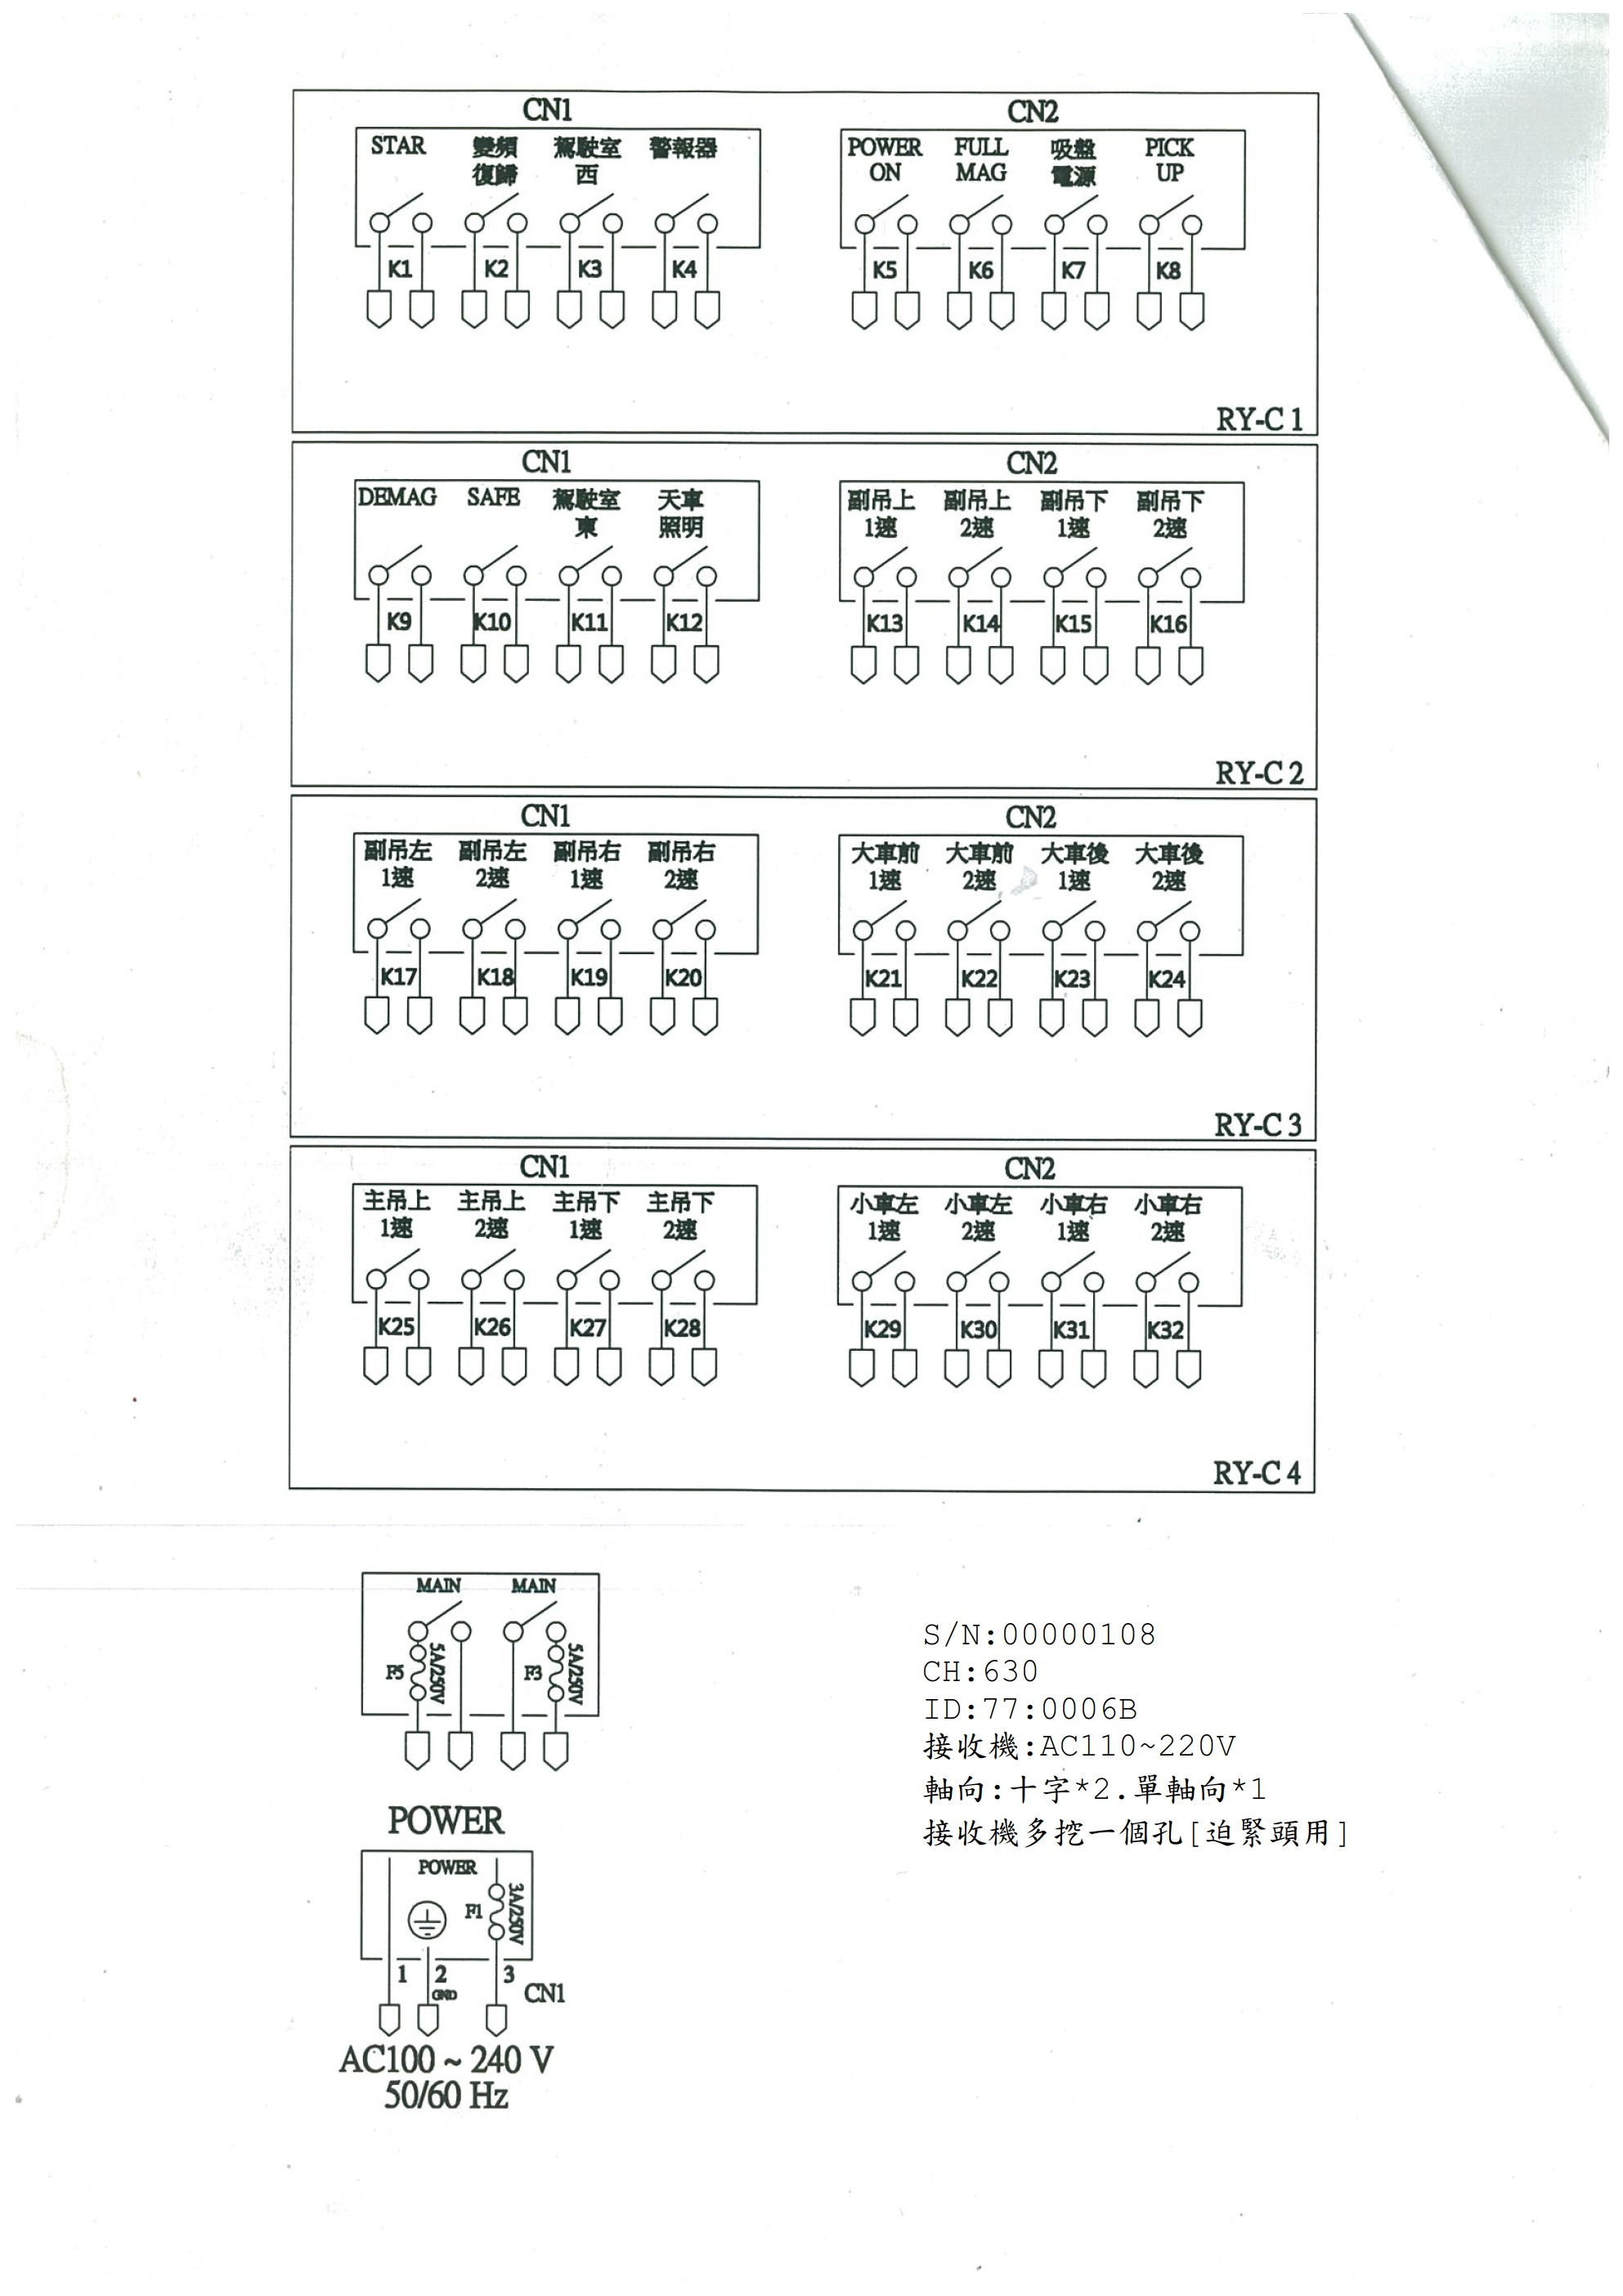 CN1
CN2
STAR 變頻 駕駛室 警報器 POWER FULL 吸盤 PICK
復歸 西 ON MAG 電源 UP
K1 K2 K3 K4 K5 K6 K7 K8
RY-C 1
CN1
CN2
DEMAG SAFE 駕駛室 天車 副吊上 副吊上 副吊下 副吊下
東 照明 1速 2速 1速 2速
K9 K10 K11 K12 K13 K14 K15 K16
RY-C 2
CN1
CN2
副吊左 副吊左 副吊右 副吊右 大車前 大車前 大車後 大車後
1速 2速 1速 2速 1速 2速 1速 2速
K17 K18 K19 K20 K21 K22 K23 K24
RY-C 3
CN1
CN2
主吊上 主吊上 主吊下 主吊下 小車左 小車左 小車右 小車右
1速 2速 1速 2速 1速 2速 1速 2速
K25 K26 K27 K28 K29 K30 K31 K32
RY-C 4
MAIN MAIN
F5 5A/250V F3 5A/250V
POWER
POWER
F1 3A/250V
1 2 3
GND
CN1
AC100 ~ 240 V
50/60 Hz
S/N:00000108
CH:630
ID:77:0006B
接收機:AC110~220V
軸向:十字*2.單軸向*1
接收機多挖一個孔[迫緊頭用]